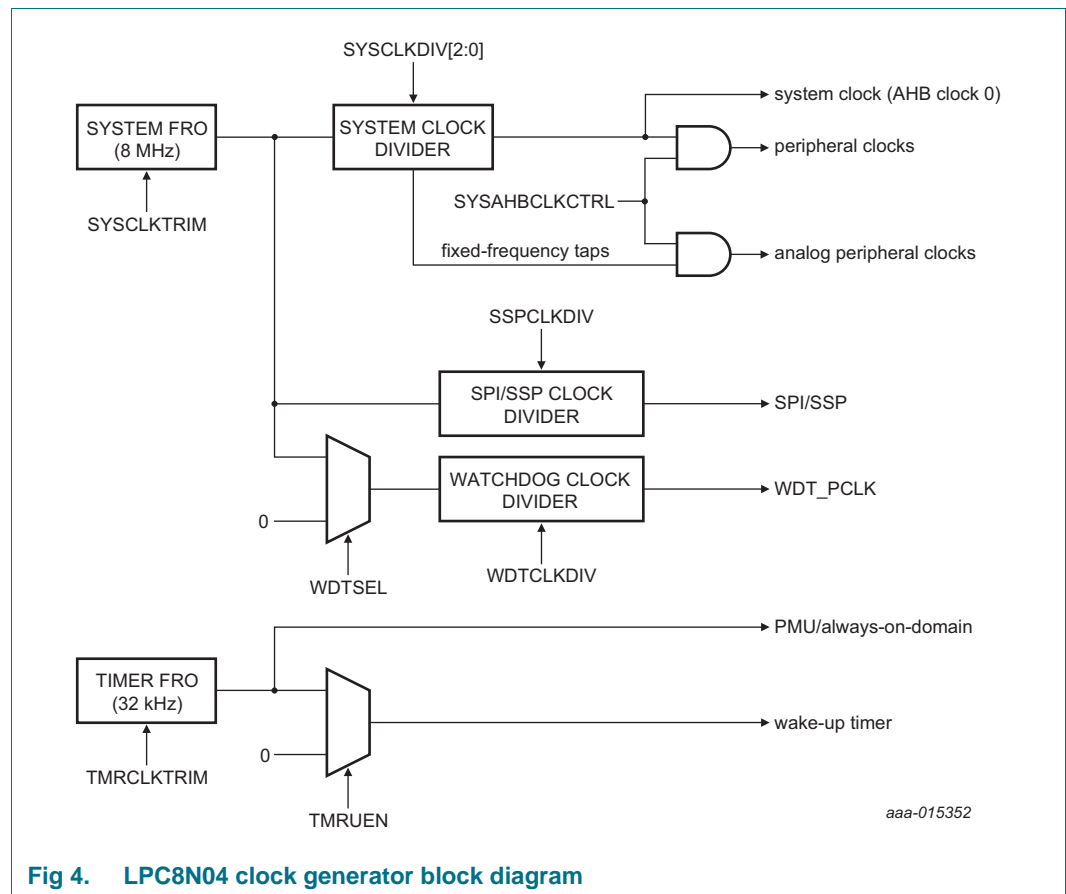 SYSCLKDIV[2:0]
system clock (AHB clock 0)
SYSTEM FRO
(8 MHz)
SYSTEM CLOCK
DIVIDER
peripheral clocks
SYSAHBCLKCTRL
SYSCLKTRIM
fixed-frequency taps
analog peripheral clocks
SSPCLKDIV
SPI/SSP CLOCK
DIVIDER
SPI/SSP
WATCHDOG CLOCK
DIVIDER
WDT_PCLK
0
WDTSEL
WDTCLKDIV
PMU/always-on-domain
TIMER FRO
(32 kHz)
wake-up timer
0
TMRCLKTRIM
TMRUEN
aaa-015352
Fig 4. LPC8N04 clock generator block diagram